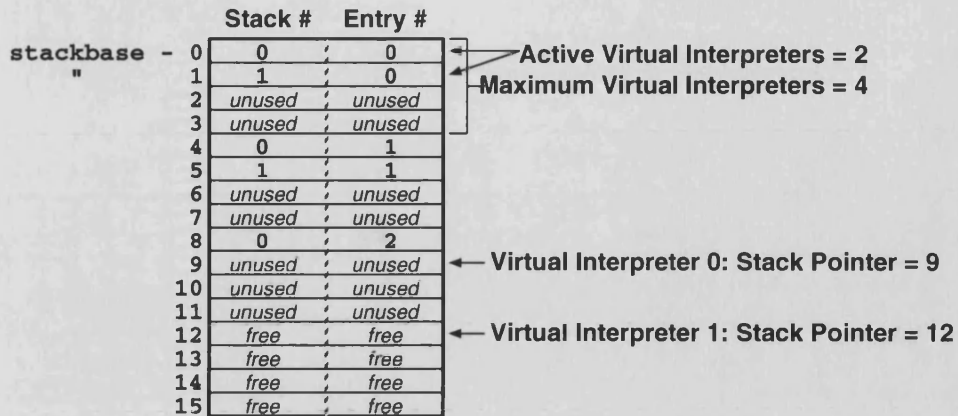 Stack # Entry #
stackbase - 0 0 0 Active Virtual Interpreters = 2
" 1 1 0 Maximum Virtual Interpreters = 4
2 unused unused
3 unused unused
4 0 1
5 1 1
6 unused unused
7 unused unused
8 0 2
9 unused unused Virtual Interpreter 0: Stack Pointer = 9
10 unused unused
11 unused unused
12 free free Virtual Interpreter 1: Stack Pointer = 12
13 free free
14 free free
15 free free